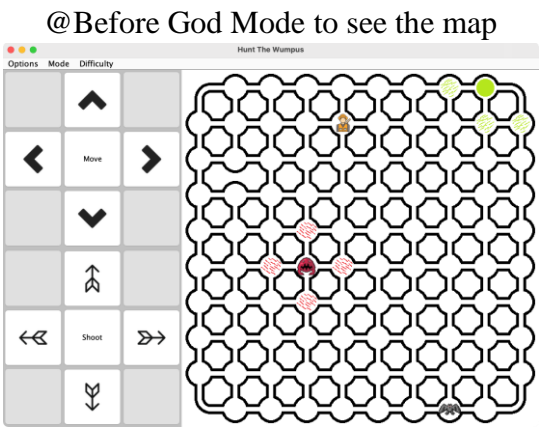 @Before God Mode to see the map
Hunt The Wumpus
Options Mode Difficulty
Move
Shoot